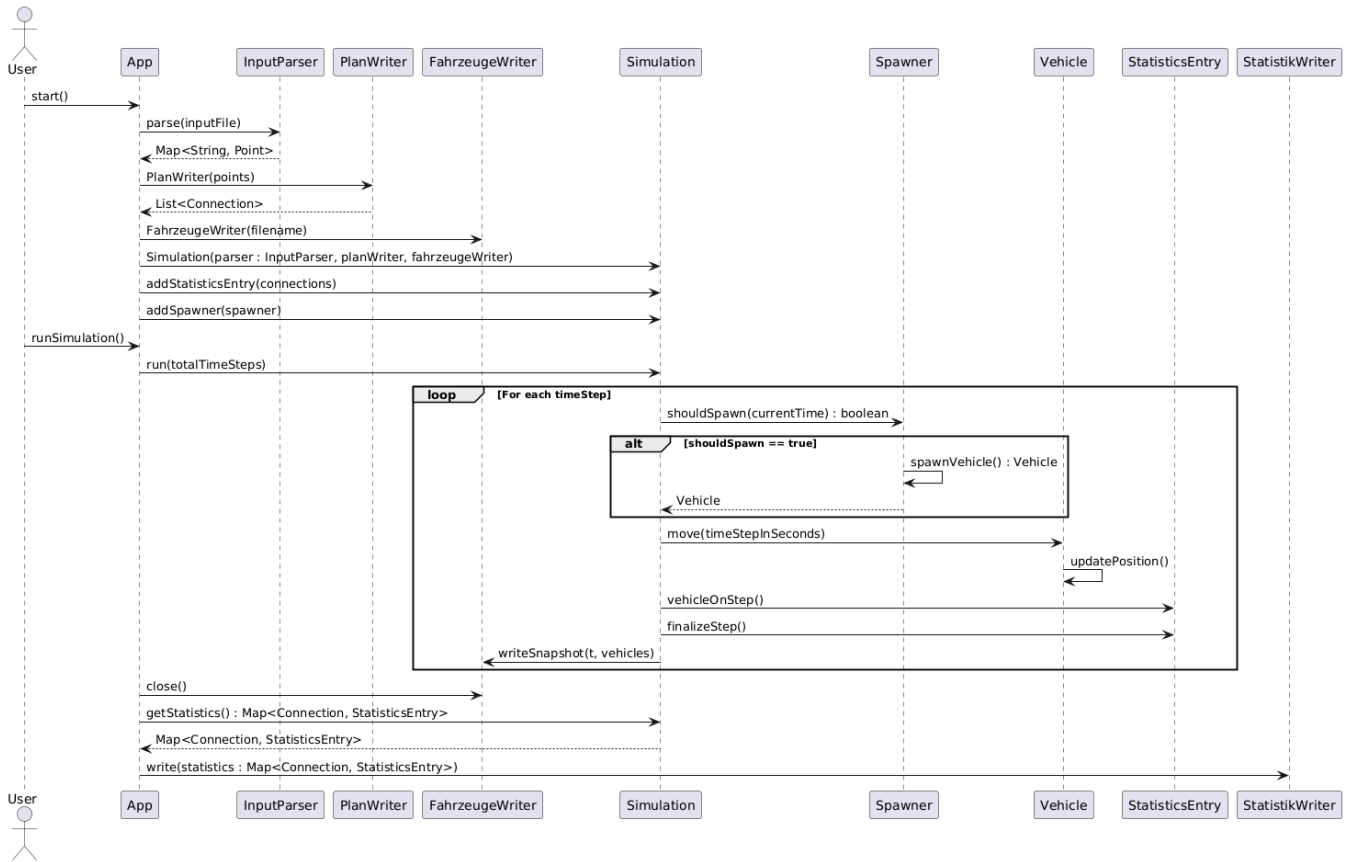 User
App
InputParser
PlanWriter
FahrzeugeWriter
Simulation
Spawner
Vehicle
StatisticsEntry
StatistikWriter
start()
parse(inputFile)
Map<String, Point>
PlanWriter(points)
List<Connection>
FahrzeugeWriter(filename)
Simulation(parser : InputParser, planWriter, fahrzeugeWriter)
addStatisticsEntry(connections)
addSpawner(spawner)
runSimulation()
run(totalTimeSteps)
loop [For each timeStep]
shouldSpawn(currentTime) : boolean
alt [shouldSpawn == true]
spawnVehicle() : Vehicle
Vehicle
move(timeStepInSeconds)
updatePosition()
vehicleOnStep()
finalizeStep()
writeSnapshot(t, vehicles)
close()
getStatistics() : Map<Connection, StatisticsEntry>
Map<Connection, StatisticsEntry>
write(statistics : Map<Connection, StatisticsEntry>)
User
App
InputParser
PlanWriter
FahrzeugeWriter
Simulation
Spawner
Vehicle
StatisticsEntry
StatistikWriter